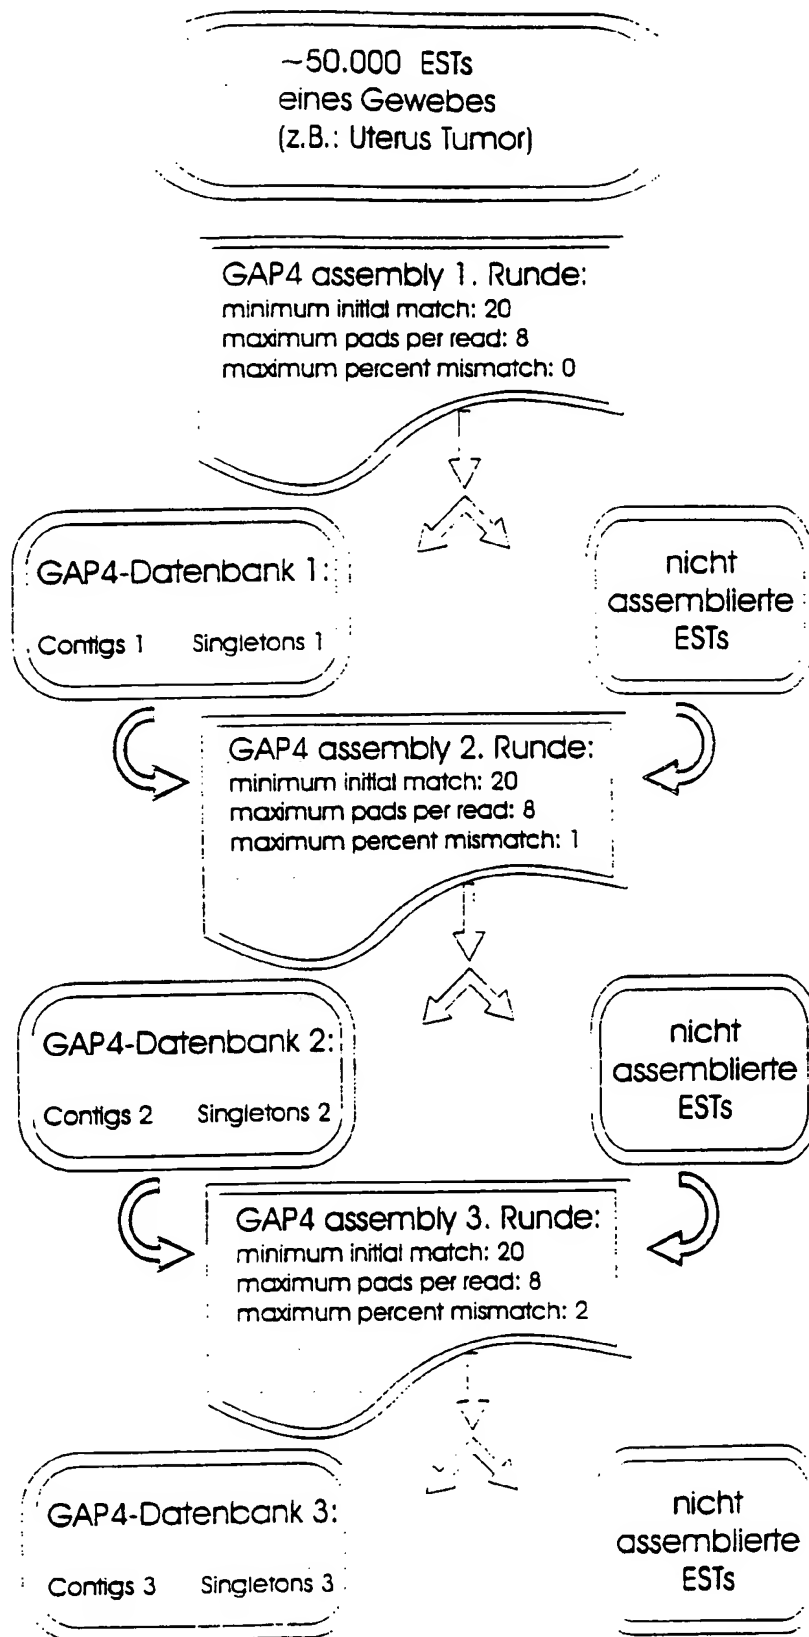 ~50.000 ESTs
eines Gewebes
(z.B.: Uterus Tumor)
GAP4 assembly 1. Runde:
minimum initial match: 20
maximum pads per read: 8
maximum percent mismatch: 0
GAP4-Datenbank 1:
Contigs 1 Singletons 1
nicht
assemblierte
ESTs
GAP4 assembly 2. Runde:
minimum initial match: 20
maximum pads per read: 8
maximum percent mismatch: 1
GAP4-Datenbank 2:
Contigs 2 Singletons 2
nicht
assemblierte
ESTs
GAP4 assembly 3. Runde:
minimum initial match: 20
maximum pads per read: 8
maximum percent mismatch: 2
GAP4-Datenbank 3:
Contigs 3 Singletons 3
nicht
assemblierte
ESTs